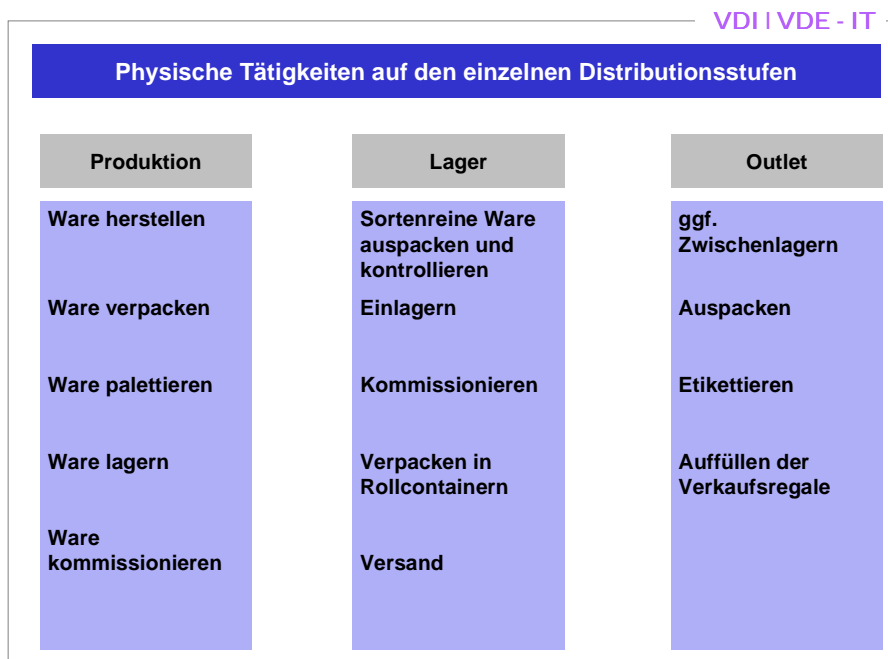 VDI | VDE - IT
Physische Tätigkeiten auf den einzelnen Distributionsstufen
Produktion
Ware herstellen
Ware verpacken
Ware palettieren
Ware lagern
Ware
kommissionieren
Lager
Sortenreine Ware
auspacken und
kontrollieren
Einlagern
Kommissionieren
Verpacken in
Rollcontainern
Versand
Outlet
ggf.
Zwischenlagern
Auspacken
Etikettieren
Auffüllen der
Verkaufsregale